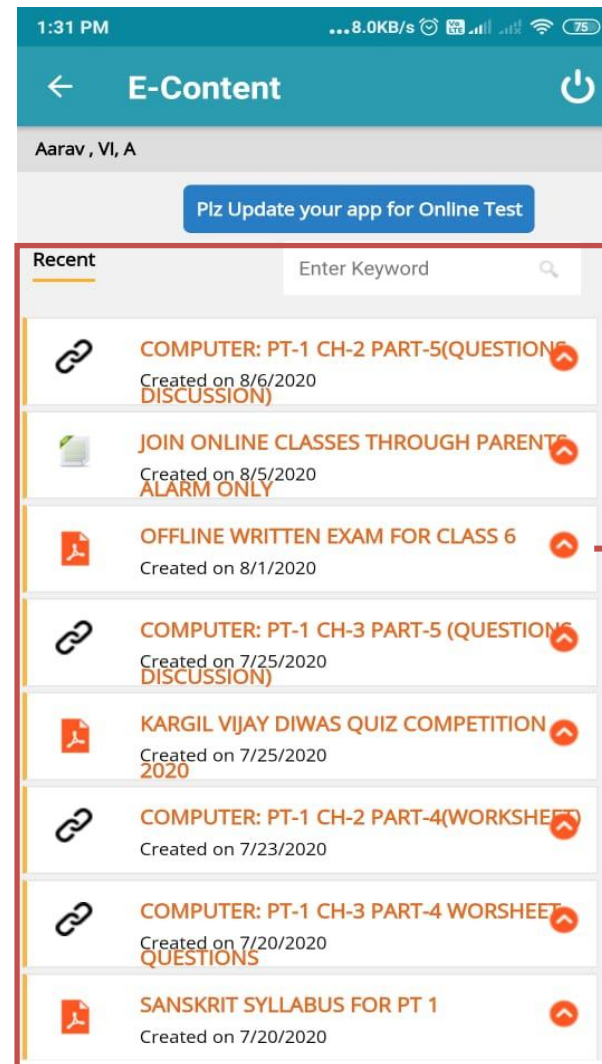 1:31 PM ...8.0KB/s Vo LTE 75
E-Content
Aarav , VI, A
Plz Update your app for Online Test
Recent Enter Keyword
COMPUTER: PT-1 CH-2 PART-5(QUESTIONS
Created on 8/6/2020
DISCUSSION)
JOIN ONLINE CLASSES THROUGH PARENTS
Created on 8/5/2020
ALARM ONLY
OFFLINE WRITTEN EXAM FOR CLASS 6
Created on 8/1/2020
COMPUTER: PT-1 CH-3 PART-5 (QUESTIONS
Created on 7/25/2020
DISCUSSION)
KARGIL VIJAY DIWAS QUIZ COMPETITION
Created on 7/25/2020
2020
COMPUTER: PT-1 CH-2 PART-4(WORKSHEET)
Created on 7/23/2020
COMPUTER: PT-1 CH-3 PART-4 WORSHEET
Created on 7/20/2020
QUESTIONS
SANSKRIT SYLLABUS FOR PT 1
Created on 7/20/2020